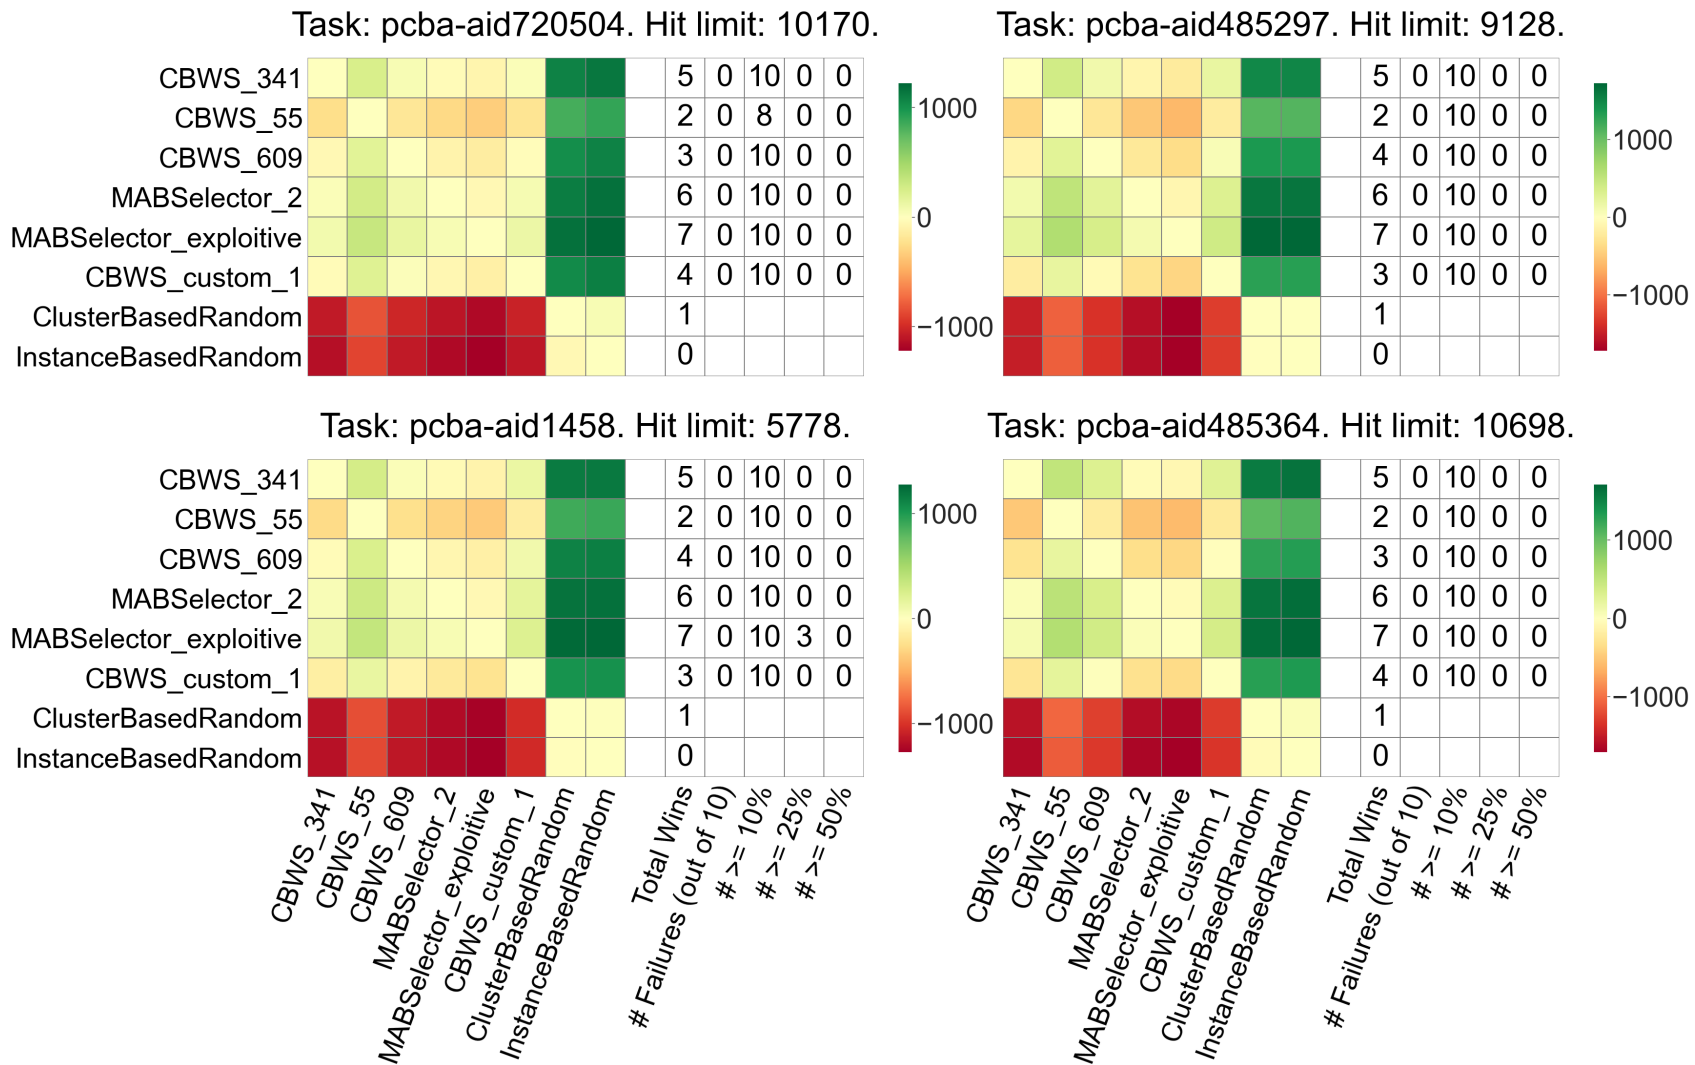 Task: pcba-aid720504. Hit limit: 10170.
CBWS_341 5 0 10 0 0
CBWS_55 2 0 8 0 0
CBWS_609 3 0 10 0 0
MABSelector_2 6 0 10 0 0
MABSelector_exploitive 7 0 10 0 0
CBWS_custom_1 4 0 10 0 0
ClusterBasedRandom 1
InstanceBasedRandom 0
1000
0
−1000
Task: pcba-aid485297. Hit limit: 9128.
5 0 10 0 0
2 0 10 0 0
4 0 10 0 0
6 0 10 0 0
7 0 10 0 0
3 0 10 0 0
1
0
1000
0
−1000
Task: pcba-aid1458. Hit limit: 5778.
CBWS_341 5 0 10 0 0
CBWS_55 2 0 10 0 0
CBWS_609 4 0 10 0 0
MABSelector_2 6 0 10 0 0
MABSelector_exploitive 7 0 10 3 0
CBWS_custom_1 3 0 10 0 0
ClusterBasedRandom 1
InstanceBasedRandom 0
1000
0
−1000
CBWS_341
CBWS_55
CBWS_609
MABSelector_2
MABSelector_exploitive
CBWS_custom_1
ClusterBasedRandom
InstanceBasedRandom
Total Wins
# Failures (out of 10)
# >= 10%
# >= 25%
# >= 50%
Task: pcba-aid485364. Hit limit: 10698.
5 0 10 0 0
2 0 10 0 0
3 0 10 0 0
6 0 10 0 0
7 0 10 0 0
4 0 10 0 0
1
0
1000
0
−1000
CBWS_341
CBWS_55
CBWS_609
MABSelector_2
MABSelector_exploitive
CBWS_custom_1
ClusterBasedRandom
InstanceBasedRandom
Total Wins
# Failures (out of 10)
# >= 10%
# >= 25%
# >= 50%